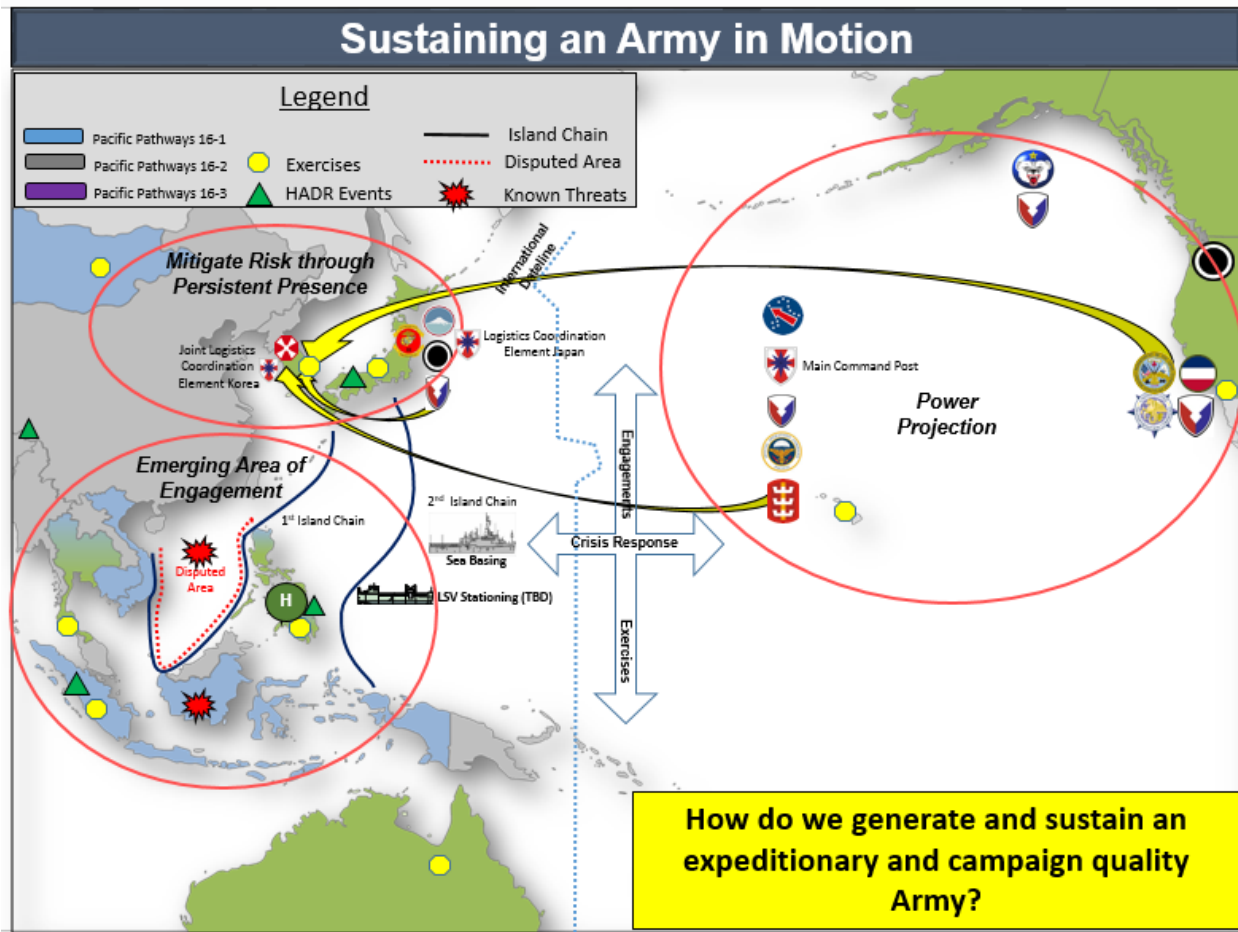 Sustaining an Army in Motion
Legend
Pacific Pathways 16-1
Pacific Pathways 16-2
Pacific Pathways 16-3
Exercises
HADR Events
Island Chain
Disputed Area
Known Threats
Mitigate Risk through
Persistent Presence
International
Dateline
Joint Logistics
Coordination
Element Korea
Logistics Coordination
Element Japan
Main Command Post
Power
Projection
Emerging Area of
Engagement
1st Island Chain
2nd Island Chain
Sea Basing
LSV Stationing (TBD)
Disputed
Area
H
Engagements
Crisis Response
Exercises
How do we generate and sustain an
expeditionary and campaign quality
Army?